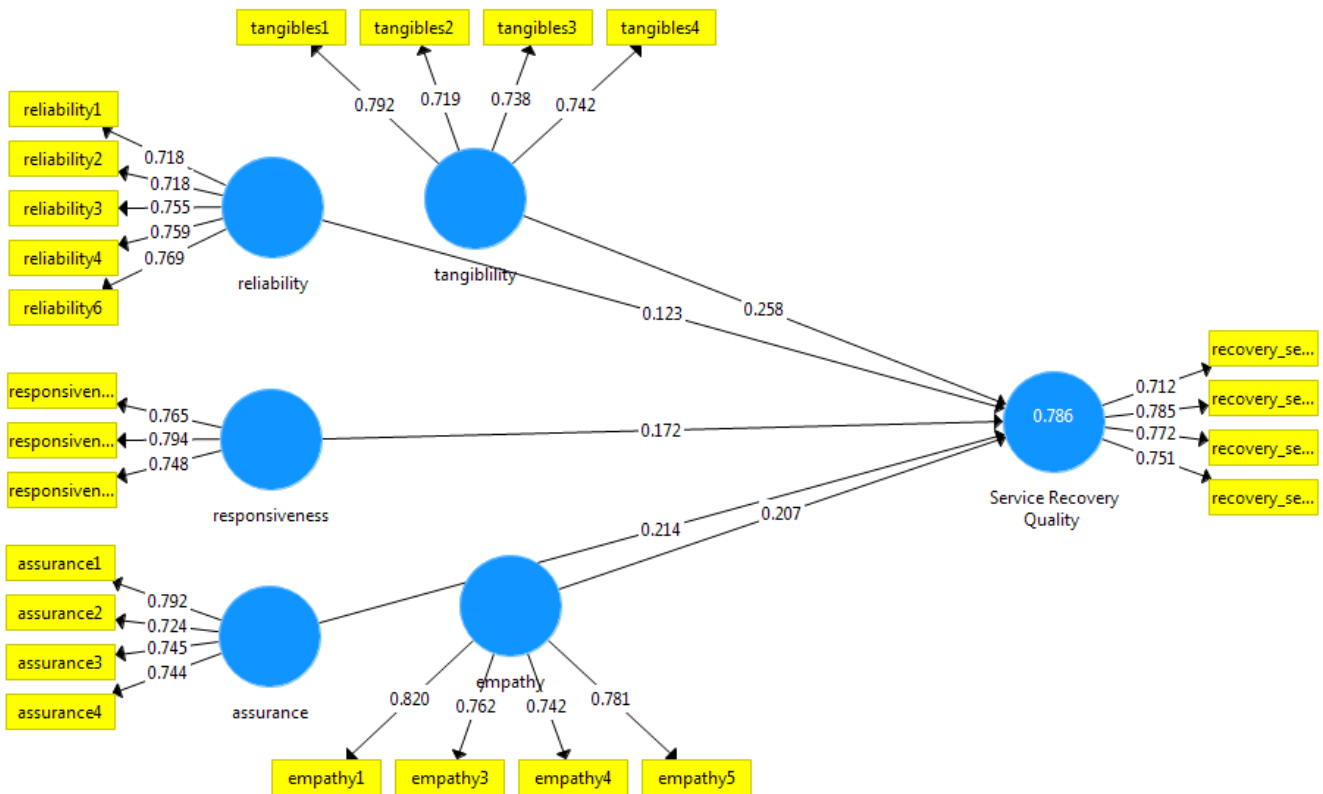 tangibles1
tangibles2
tangibles3
tangibles4
0.792
0.719
0.738
0.742
reliability1
reliability2
reliability3
reliability4
reliability6
0.718
0.718
0.755
0.759
0.769
reliability
tangiblility
0.123
0.258
responsiven...
responsiven...
responsiven...
0.765
0.794
0.748
responsiveness
0.172
0.786
Service Recovery
Quality
0.712
0.785
0.772
0.751
recovery_se...
recovery_se...
recovery_se...
recovery_se...
0.214
0.207
assurance1
assurance2
assurance3
assurance4
0.792
0.724
0.745
0.744
assurance
empathy
0.820
0.762
0.742
0.781
empathy1
empathy3
empathy4
empathy5